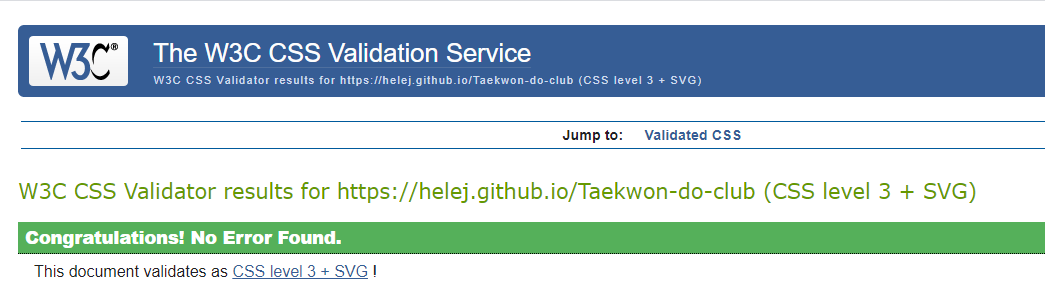 W3C®
The W3C CSS Validation Service
W3C CSS Validator results for https://helej.github.io/Taekwon-do-club (CSS level 3 + SVG)
Jump to: Validated CSS
W3C CSS Validator results for https://helej.github.io/Taekwon-do-club (CSS level 3 + SVG)
Congratulations! No Error Found.
This document validates as CSS level 3 + SVG !